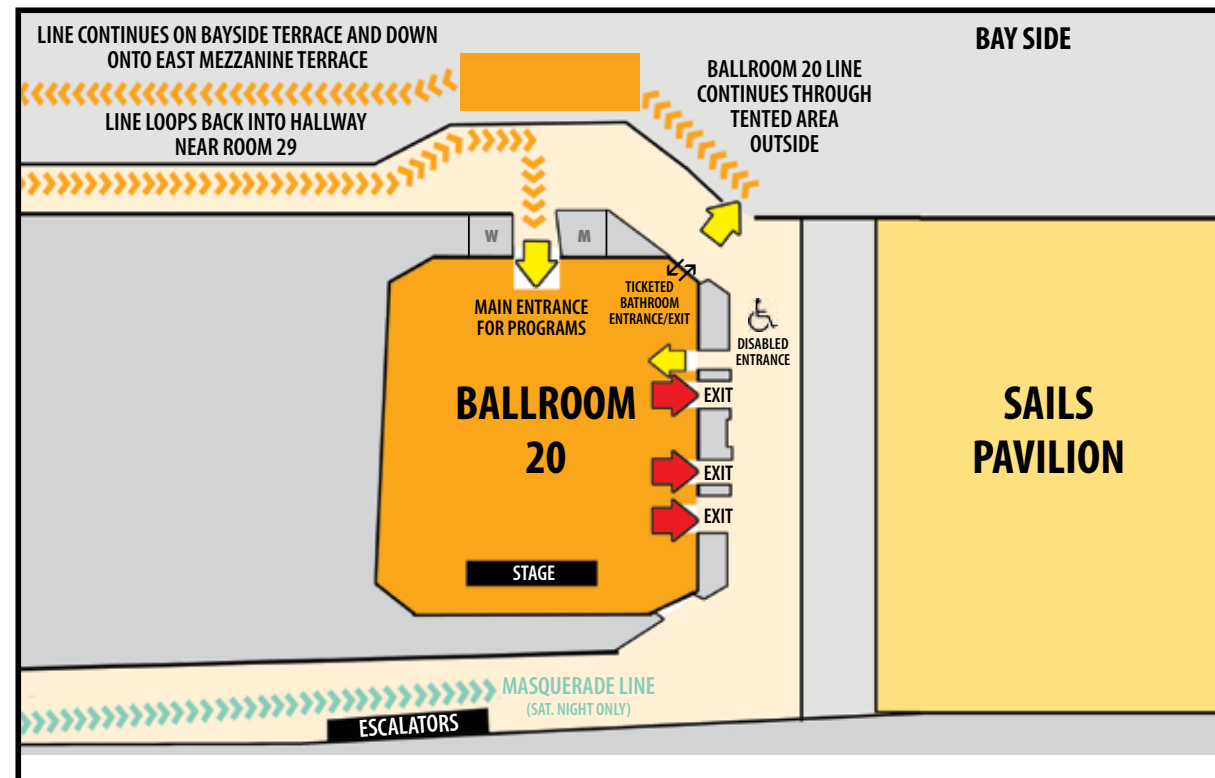 LINE CONTINUES ON BAYSIDE TERRACE AND DOWN
ONTO EAST MEZZANINE TERRACE
BAY SIDE
BALLROOM 20 LINE
CONTINUES THROUGH
TENTED AREA
OUTSIDE
LINE LOOPS BACK INTO HALLWAY
NEAR ROOM 29
W
M
MAIN ENTRANCE
FOR PROGRAMS
TICKETED
BATHROOM
ENTRANCE/EXIT
DISABLED
ENTRANCE
BALLROOM
20
EXIT
EXIT
EXIT
SAILS
PAVILION
STAGE
MASQUERADE LINE
(SAT. NIGHT ONLY)
ESCALATORS